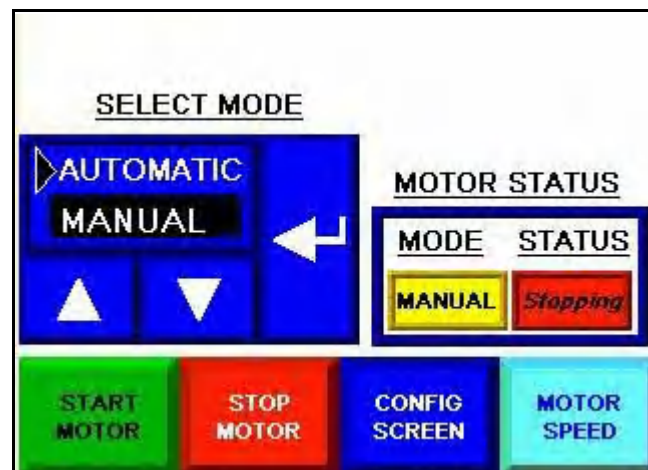 SELECT MODE
AUTOMATIC
MANUAL
MOTOR STATUS
MODE STATUS
MANUAL Stopping
START MOTOR
STOP MOTOR
CONFIG SCREEN
MOTOR SPEED